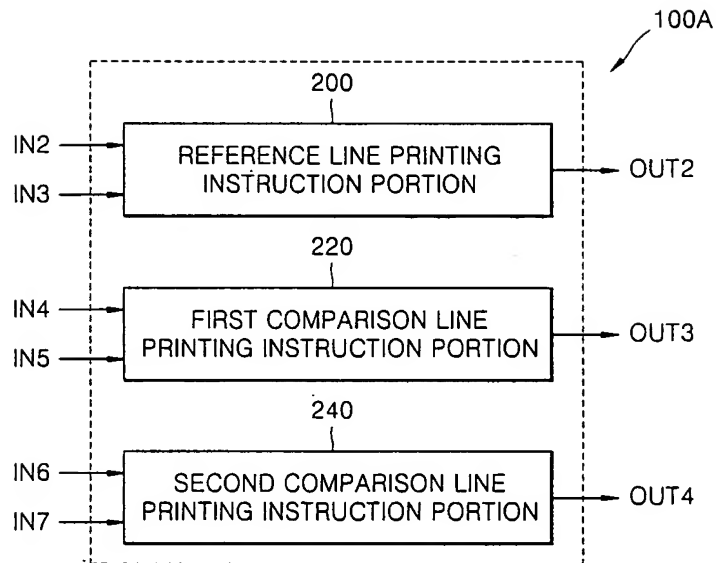 100A
200
IN2
IN3
REFERENCE LINE PRINTING
INSTRUCTION PORTION
OUT2
220
IN4
IN5
FIRST COMPARISON LINE
PRINTING INSTRUCTION PORTION
OUT3
240
IN6
IN7
SECOND COMPARISON LINE
PRINTING INSTRUCTION PORTION
OUT4